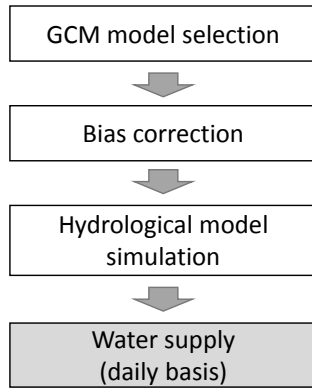 GCM model selection
Bias correction
Hydrological model
simulation
Water supply
(daily basis)